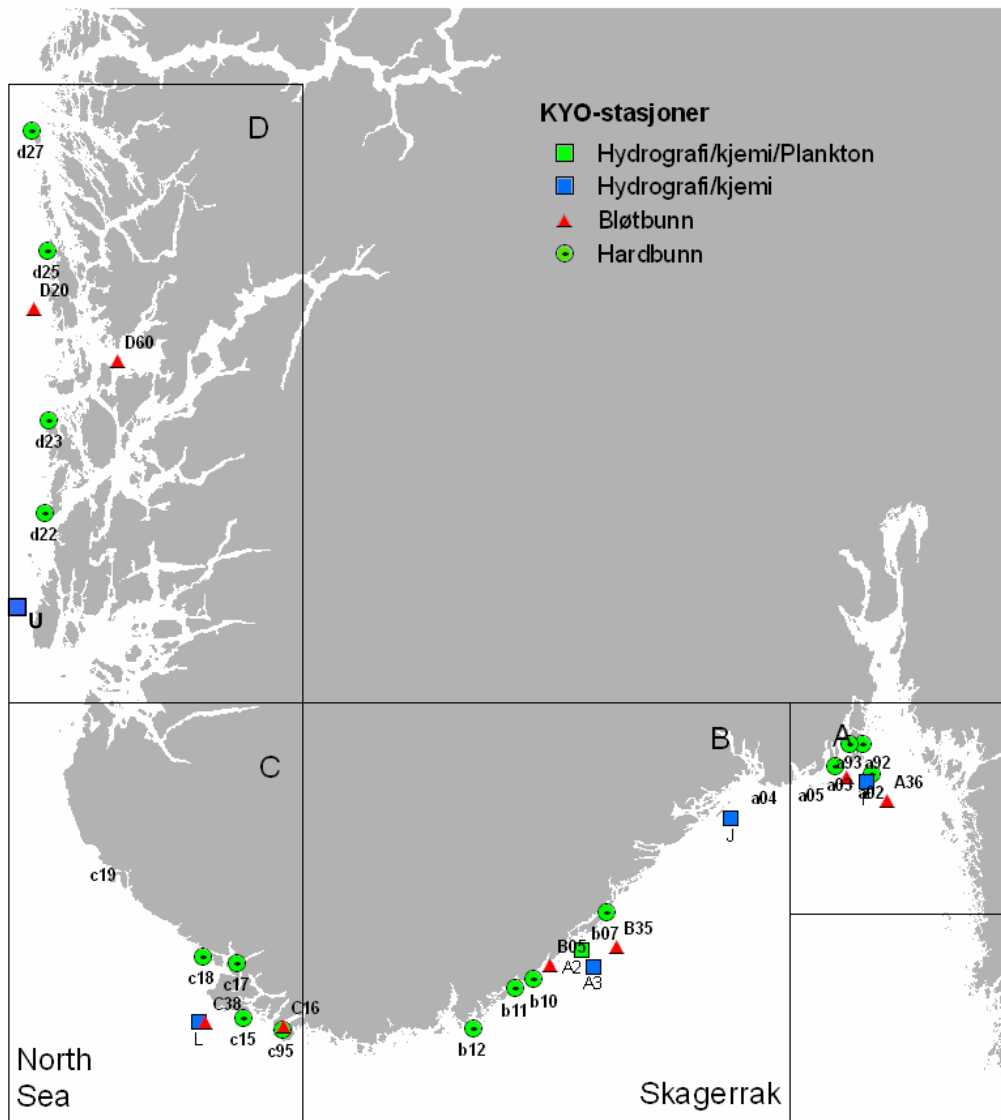 D
KYO-stasjoner
Hydrografi/kjemi/Plankton
Hydrografi/kjemi
Bløtbunn
Hardbunn
d27
d25
D20
D60
d23
d22
U
A
B
C
a93 a92
a03 a02
a05
A36
I
a04
J
c19
b07
B35
B05
A2
A3
b10
b11
b12
c18
c17
C38
C16
L
c15
c95
North
Sea
Skagerrak